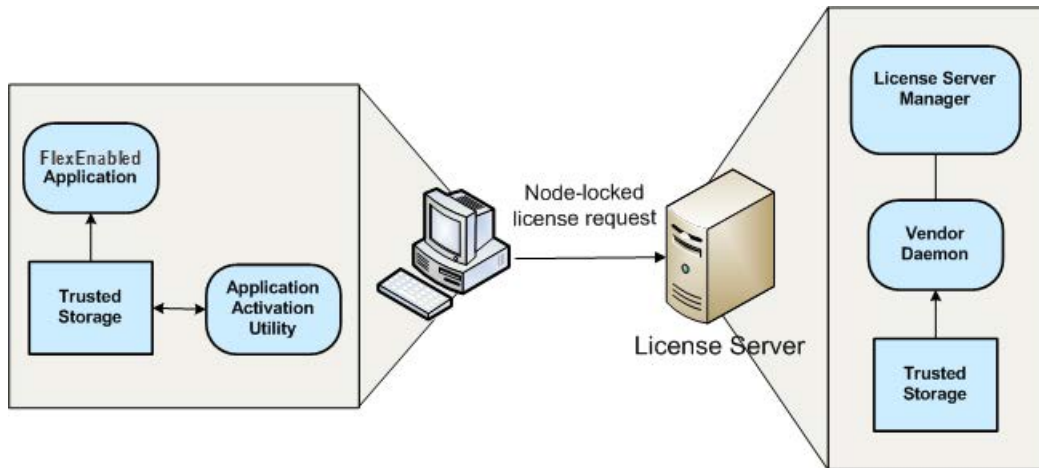 FlexEnabled
Application
Trusted
Storage
Application
Activation
Utility
Node-locked
license request
License Server
License Server
Manager
Vendor
Daemon
Trusted
Storage